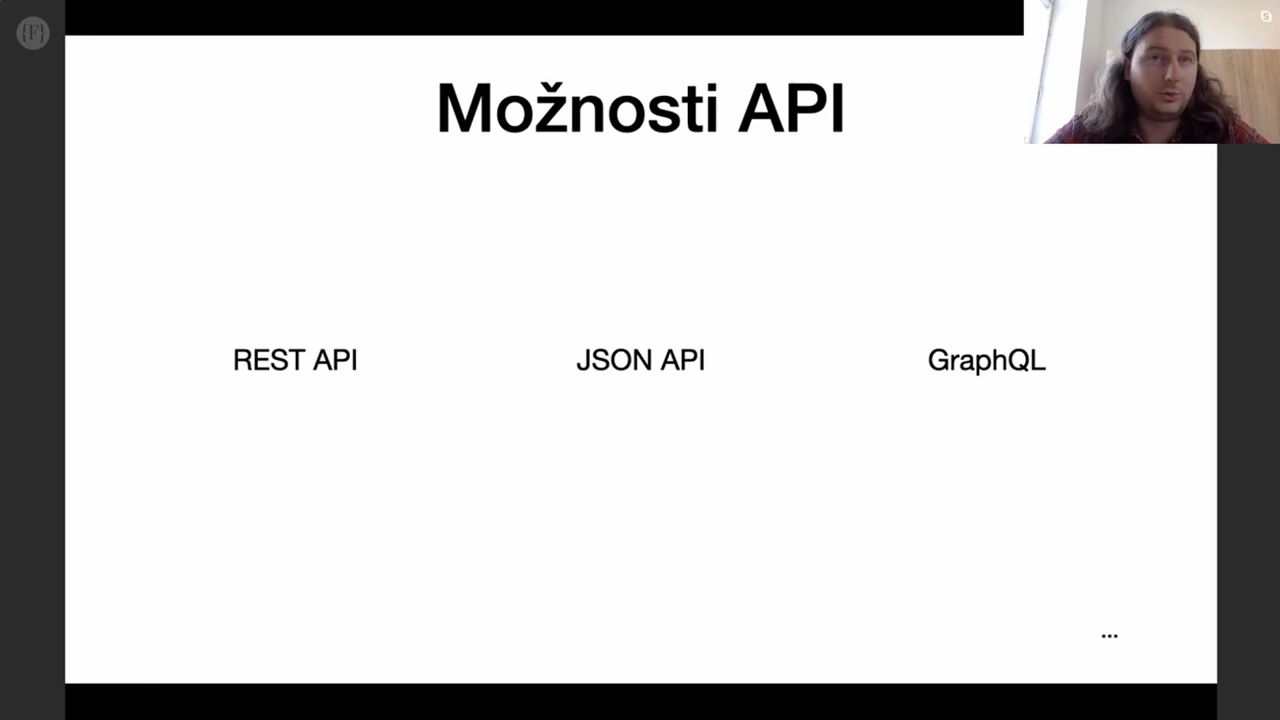 {F}
Možnosti API
REST API
JSON API
GraphQL
...